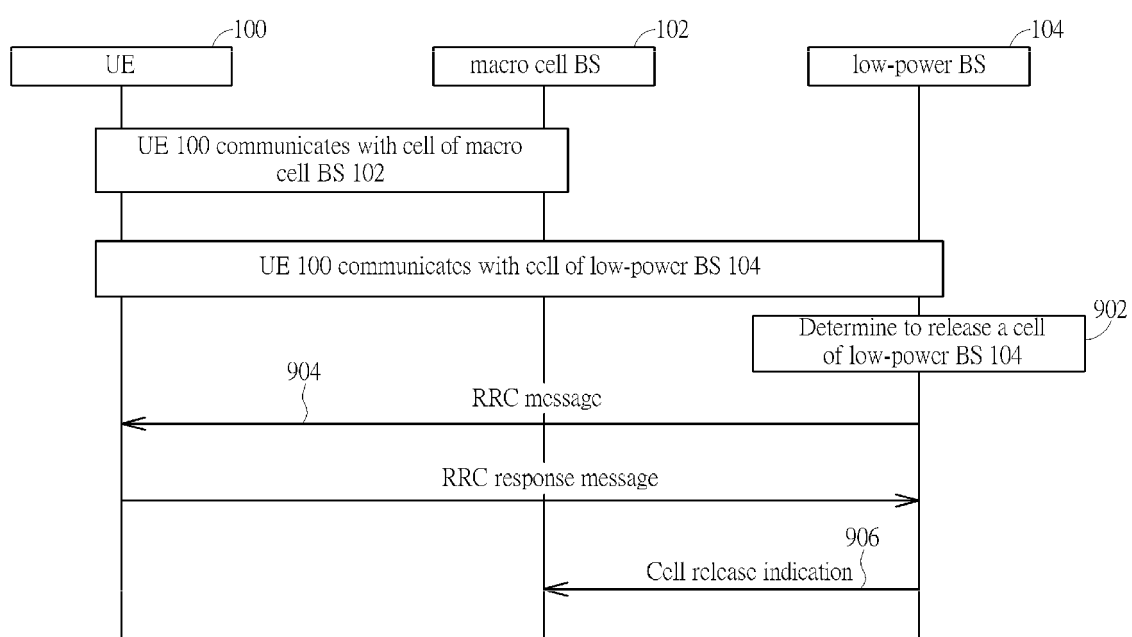 100
102
104
UE
macro cell BS
low-power BS
UE 100 communicates with cell of macro
cell BS 102
UE 100 communicates with cell of low-power BS 104
902
Determine to release a cell
of low-power BS 104
904
RRC message
RRC response message
906
Cell release indication